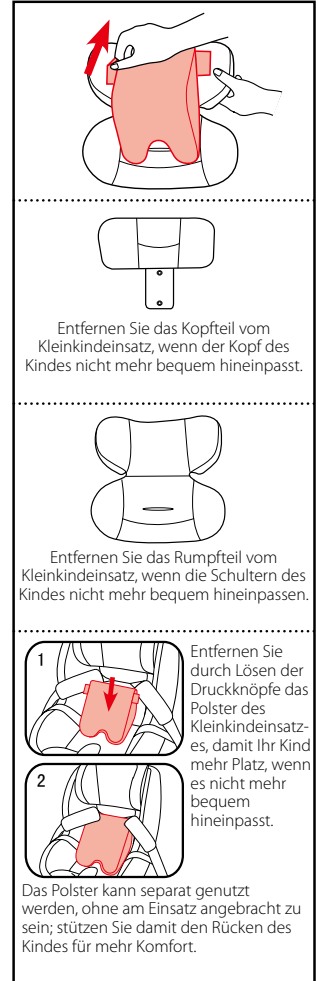 Entfernen Sie das Kopfteil vom
Kleinkindeinsatz, wenn der Kopf des
Kindes nicht mehr bequem hineinpasst.
Entfernen Sie das Rumpfteil vom
Kleinkindeinsatz, wenn die Schultern des
Kindes nicht mehr bequem hineinpassen.
1
2
Entfernen Sie
durch Lösen der
Druckknöpfe das
Polster des
Kleinkindeinsatz-
es, damit Ihr Kind
mehr Platz, wenn
es nicht mehr
bequem
hineinpasst.
Das Polster kann separat genutzt
werden, ohne am Einsatz angebracht zu
sein; stützen Sie damit den Rücken des
Kindes für mehr Komfort.